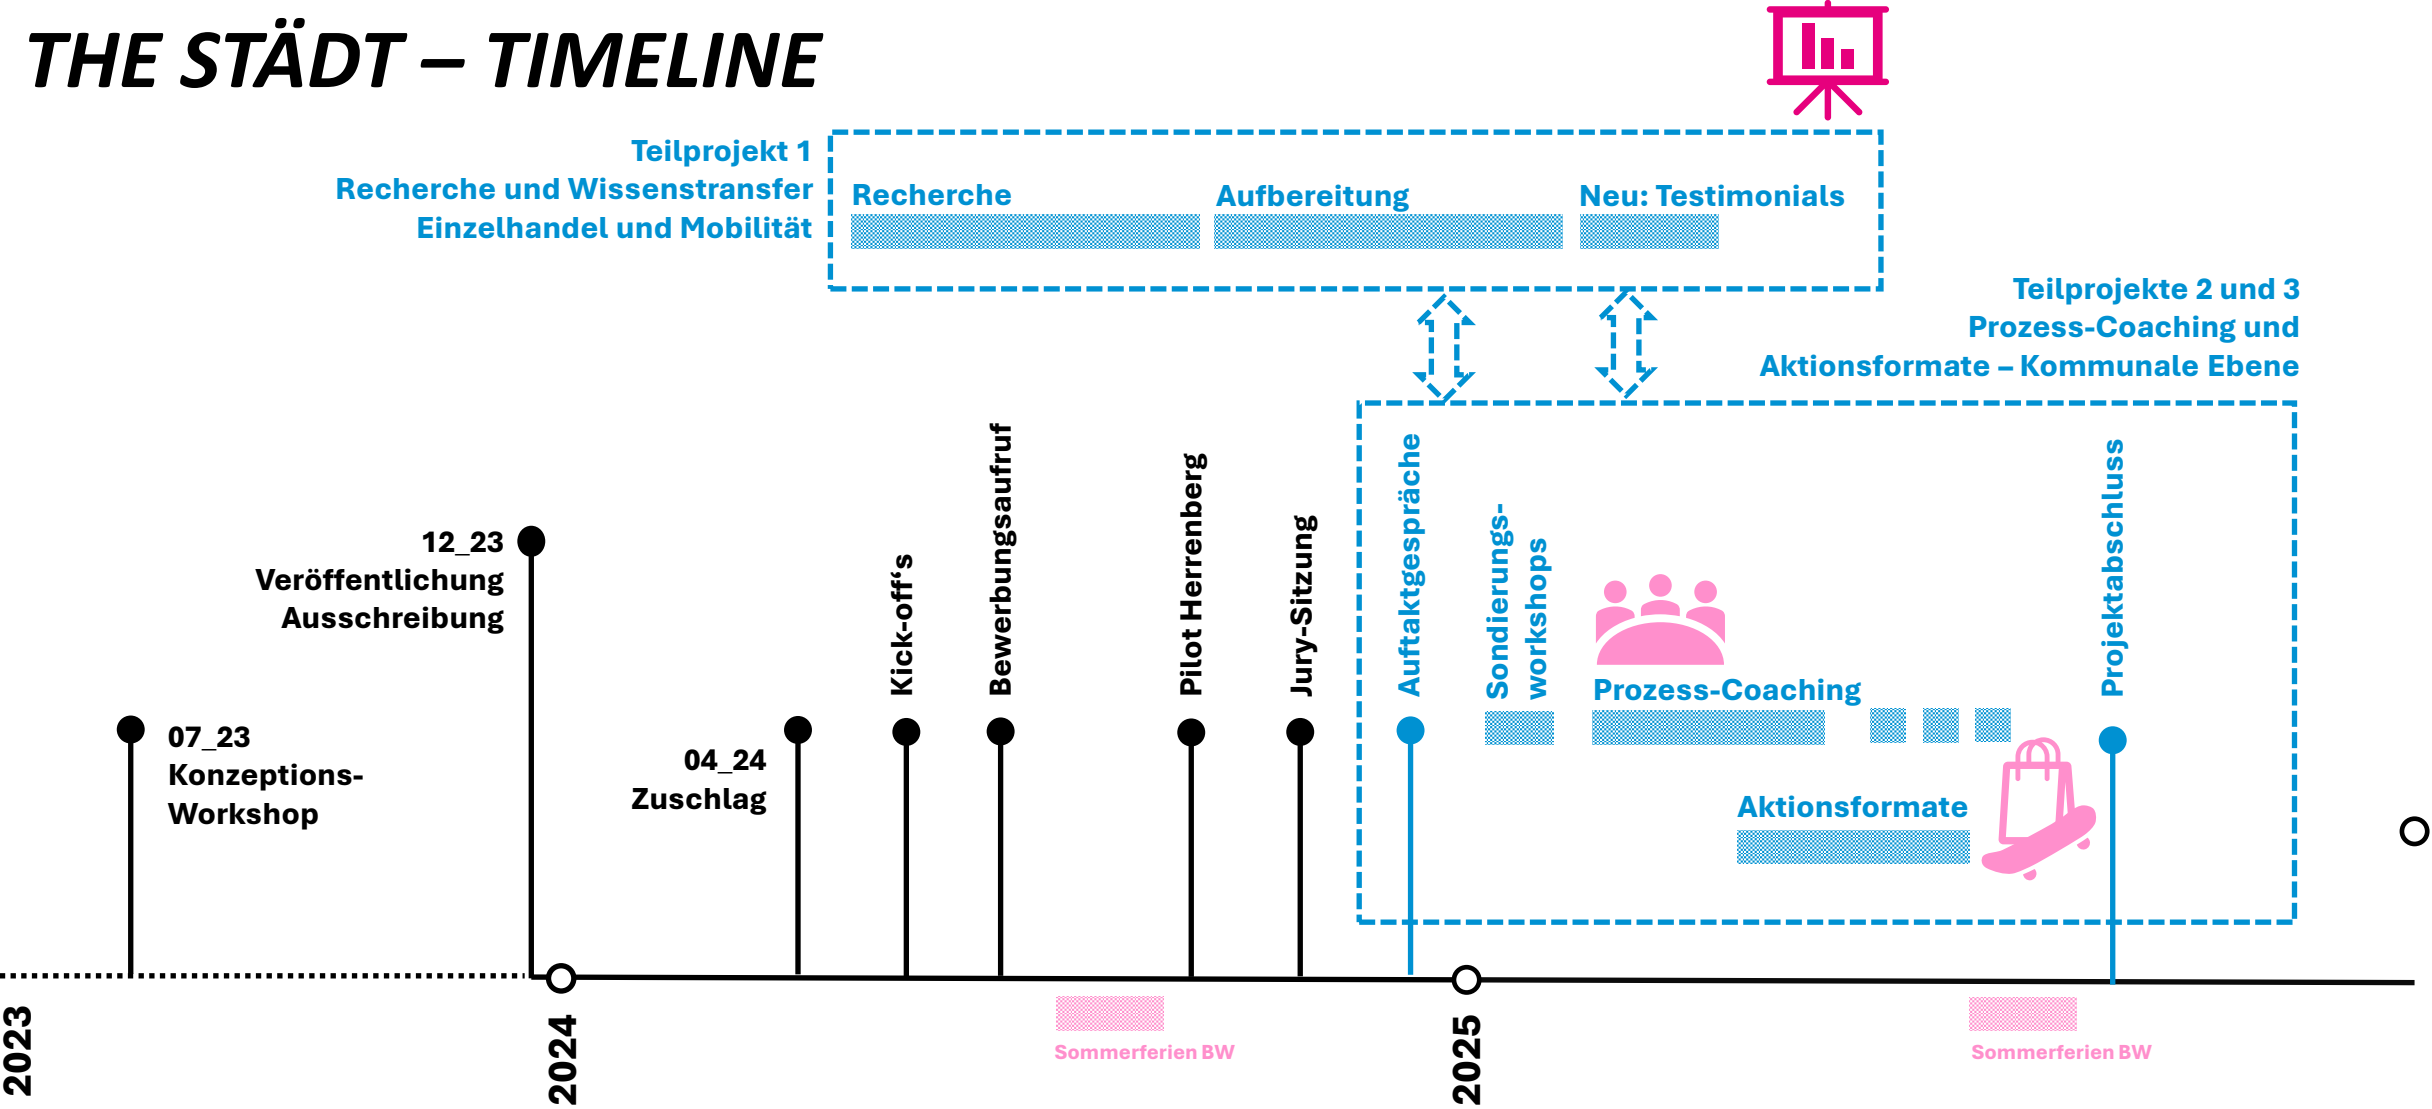 THE STÄDT – TIMELINE
Teilprojekt 1
Recherche und Wissenstransfer
Einzelhandel und Mobilität
Recherche
Aufbereitung
Neu: Testimonials
Teilprojekte 2 und 3
Prozess-Coaching und
Aktionsformate – Kommunale Ebene
07_23
Konzeptions-
Workshop
12_23
Veröffentlichung
Ausschreibung
04_24
Zuschlag
Kick-off‘s
Bewerbungsaufruf
Pilot Herrenberg
Jury-Sitzung
Auftaktgespräche
Sondierungs-
workshops
Prozess-Coaching
Aktionsformate
Projektabschluss
2023
2024
2025
Sommerferien BW
Sommerferien BW